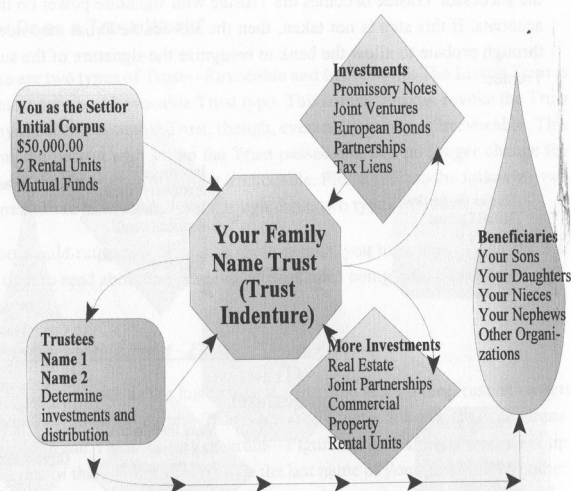 You as the Settlor
Initial Corpus
$50,000.00
2 Rental Units
Mutual Funds
Investments
Promissory Notes
Joint Ventures
European Bonds
Partnerships
Tax Liens
Your Family
Name Trust
(Trust
Indenture)
Beneficiaries
Your Sons
Your Daughters
Your Nieces
Your Nephews
Other Organi-
zations
Trustees
Name 1
Name 2
Determine
investments and
distribution
More Investments
Real Estate
Joint Partnerships
Commercial
Property
Rental Units